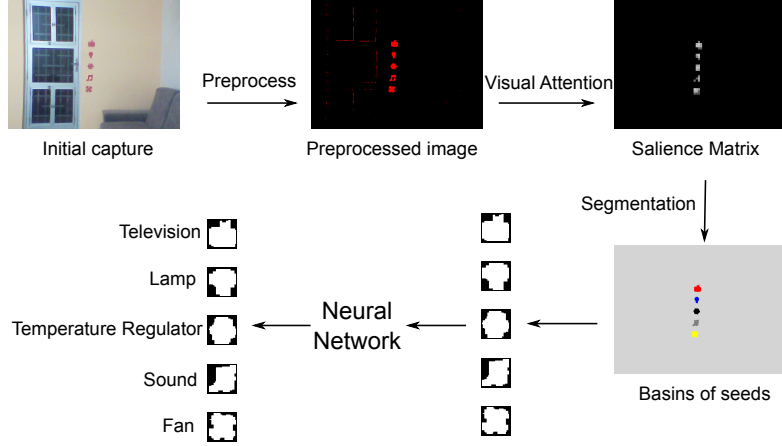 Preprocess
Visual Attention
Initial capture
Preprocessed image
Salience Matrix
Segmentation
Television
Lamp
Temperature Regulator
Neural
Network
Sound
Fan
Basins of seeds